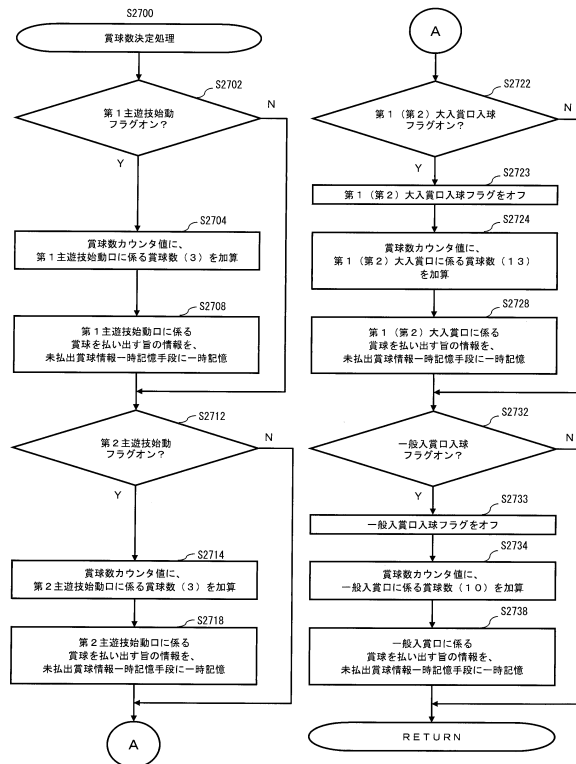 S2700
賞球数決定処理
S2702
第１主遊技始動
フラグオン？
N
Y
S2704
賞球数カウンタ値に、
第１主遊技始動口に係る賞球数（３）を加算
S2708
第１主遊技始動口に係る
賞球を払い出す旨の情報を、
未払出賞球情報一時記憶手段に一時記憶
S2712
第２主遊技始動
フラグオン？
N
Y
S2714
賞球数カウンタ値に、
第２主遊技始動口に係る賞球数（３）を加算
S2718
第２主遊技始動口に係る
賞球を払い出す旨の情報を、
未払出賞球情報一時記憶手段に一時記憶
A
A
S2722
第１（第２）大入賞口入球
フラグオン？
N
Y
S2723
第１（第２）大入賞口入球フラグをオフ
S2724
賞球数カウンタ値に、
第１（第２）大入賞口に係る賞球数（１３）
を加算
S2728
第１（第２）大入賞口に係る
賞球を払い出す旨の情報を、
未払出賞球情報一時記憶手段に一時記憶
S2732
一般入賞口入球
フラグオン？
N
Y
S2733
一般入賞口入球フラグをオフ
S2734
賞球数カウンタ値に、
一般入賞口に係る賞球数（１０）を加算
S2738
一般入賞口に係る
賞球を払い出す旨の情報を、
未払出賞球情報一時記憶手段に一時記憶
RETURN